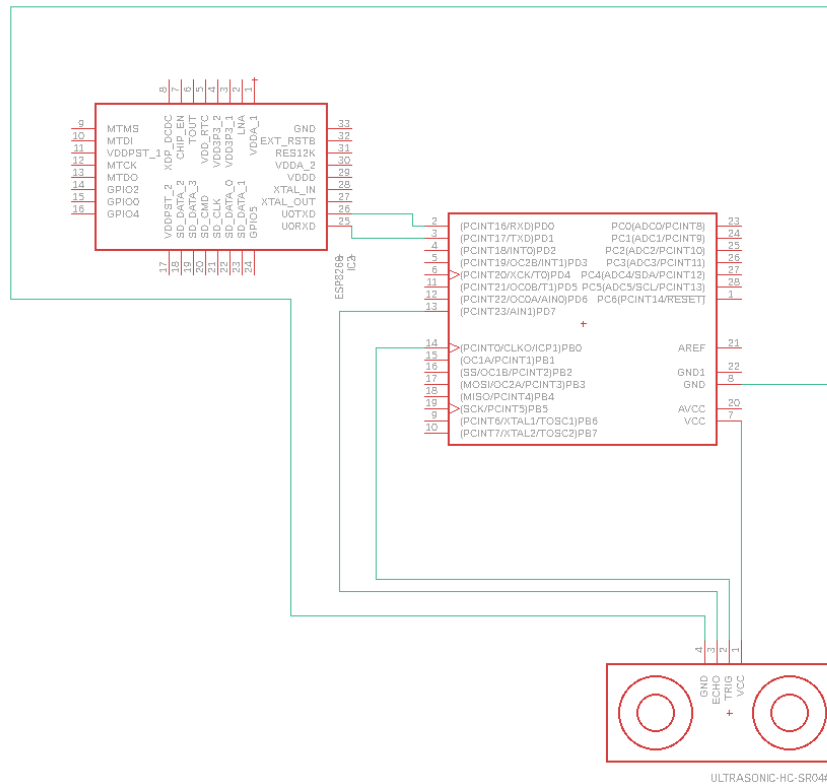 8 7 6 5 4 3 2 1
XDP_DCDC
CHIP_EN
TOUT
VDD_RTC
VDD3P3_2
VDD3P3_1
LNA
VDDA_1
9 MTMS
10 MTDI
11 VDDPST_1
12 MTCK
13 MTDO
14 GPIO2
15 GPIO0
16 GPIO4
GND 33
EXT_RSTB 32
RES12K 31
VDDA_2 30
VDDD 29
XTAL_IN 28
XTAL_OUT 27
U0TXD 26
U0RXD 25
VDDPST_2
SD_DATA_2
SD_DATA_3
SD_CMD
SD_CLK
SD_DATA_0
SD_DATA_1
GPIO5
17 18 19 20 21 22 23 24
ESP8266
2 (PCINT16/RXD)PD0
3 (PCINT17/TXD)PD1
4 (PCINT18/INT0)PD2
5 (PCINT19/OC2B/INT1)PD3
6 (PCINT20/XCK/T0)PD4
11 (PCINT21/OC0B/T1)PD5
12 (PCINT22/OC0A/AIN0)PD6
13 (PCINT23/AIN1)PD7
14 (PCINT0/CLKO/ICP1)PB0
15 (OC1A/PCINT1)PB1
16 (SS/OC1B/PCINT2)PB2
17 (MOSI/OC2A/PCINT3)PB3
18 (MISO/PCINT4)PB4
19 (SCK/PCINT5)PB5
9 (PCINT6/XTAL1/TOSC1)PB6
10 (PCINT7/XTAL2/TOSC2)PB7
PC0(ADC0/PCINT8) 23
PC1(ADC1/PCINT9) 24
PC2(ADC2/PCINT10) 25
PC3(ADC3/PCINT11) 26
PC4(ADC4/SDA/PCINT12) 27
PC5(ADC5/SCL/PCINT13) 28
PC6(PCINT14/RESET) 1
AREF 21
GND1 22
GND 8
AVCC 20
VCC 7
4 3 2 1
GND
ECHO
TRIG
VCC
ULTRASONIC-HC-SR04